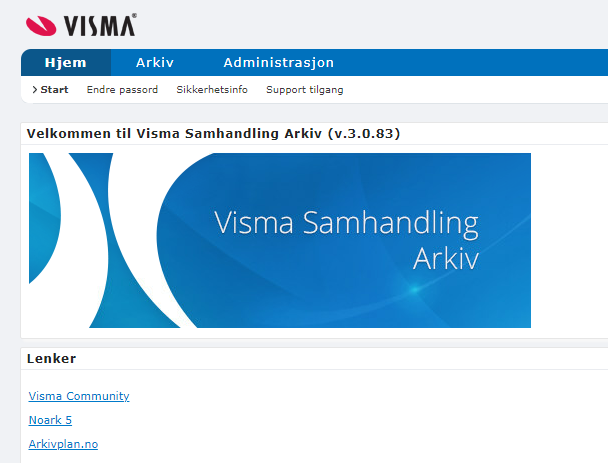 VISMA®
Hjem Arkiv Administrasjon
Start Endre passord Sikkerhetsinfo Support tilgang
Velkommen til Visma Samhandling Arkiv (v.3.0.83)
Visma Samhandling
Arkiv
Lenker
Visma Community
Noark 5
Arkivplan.no